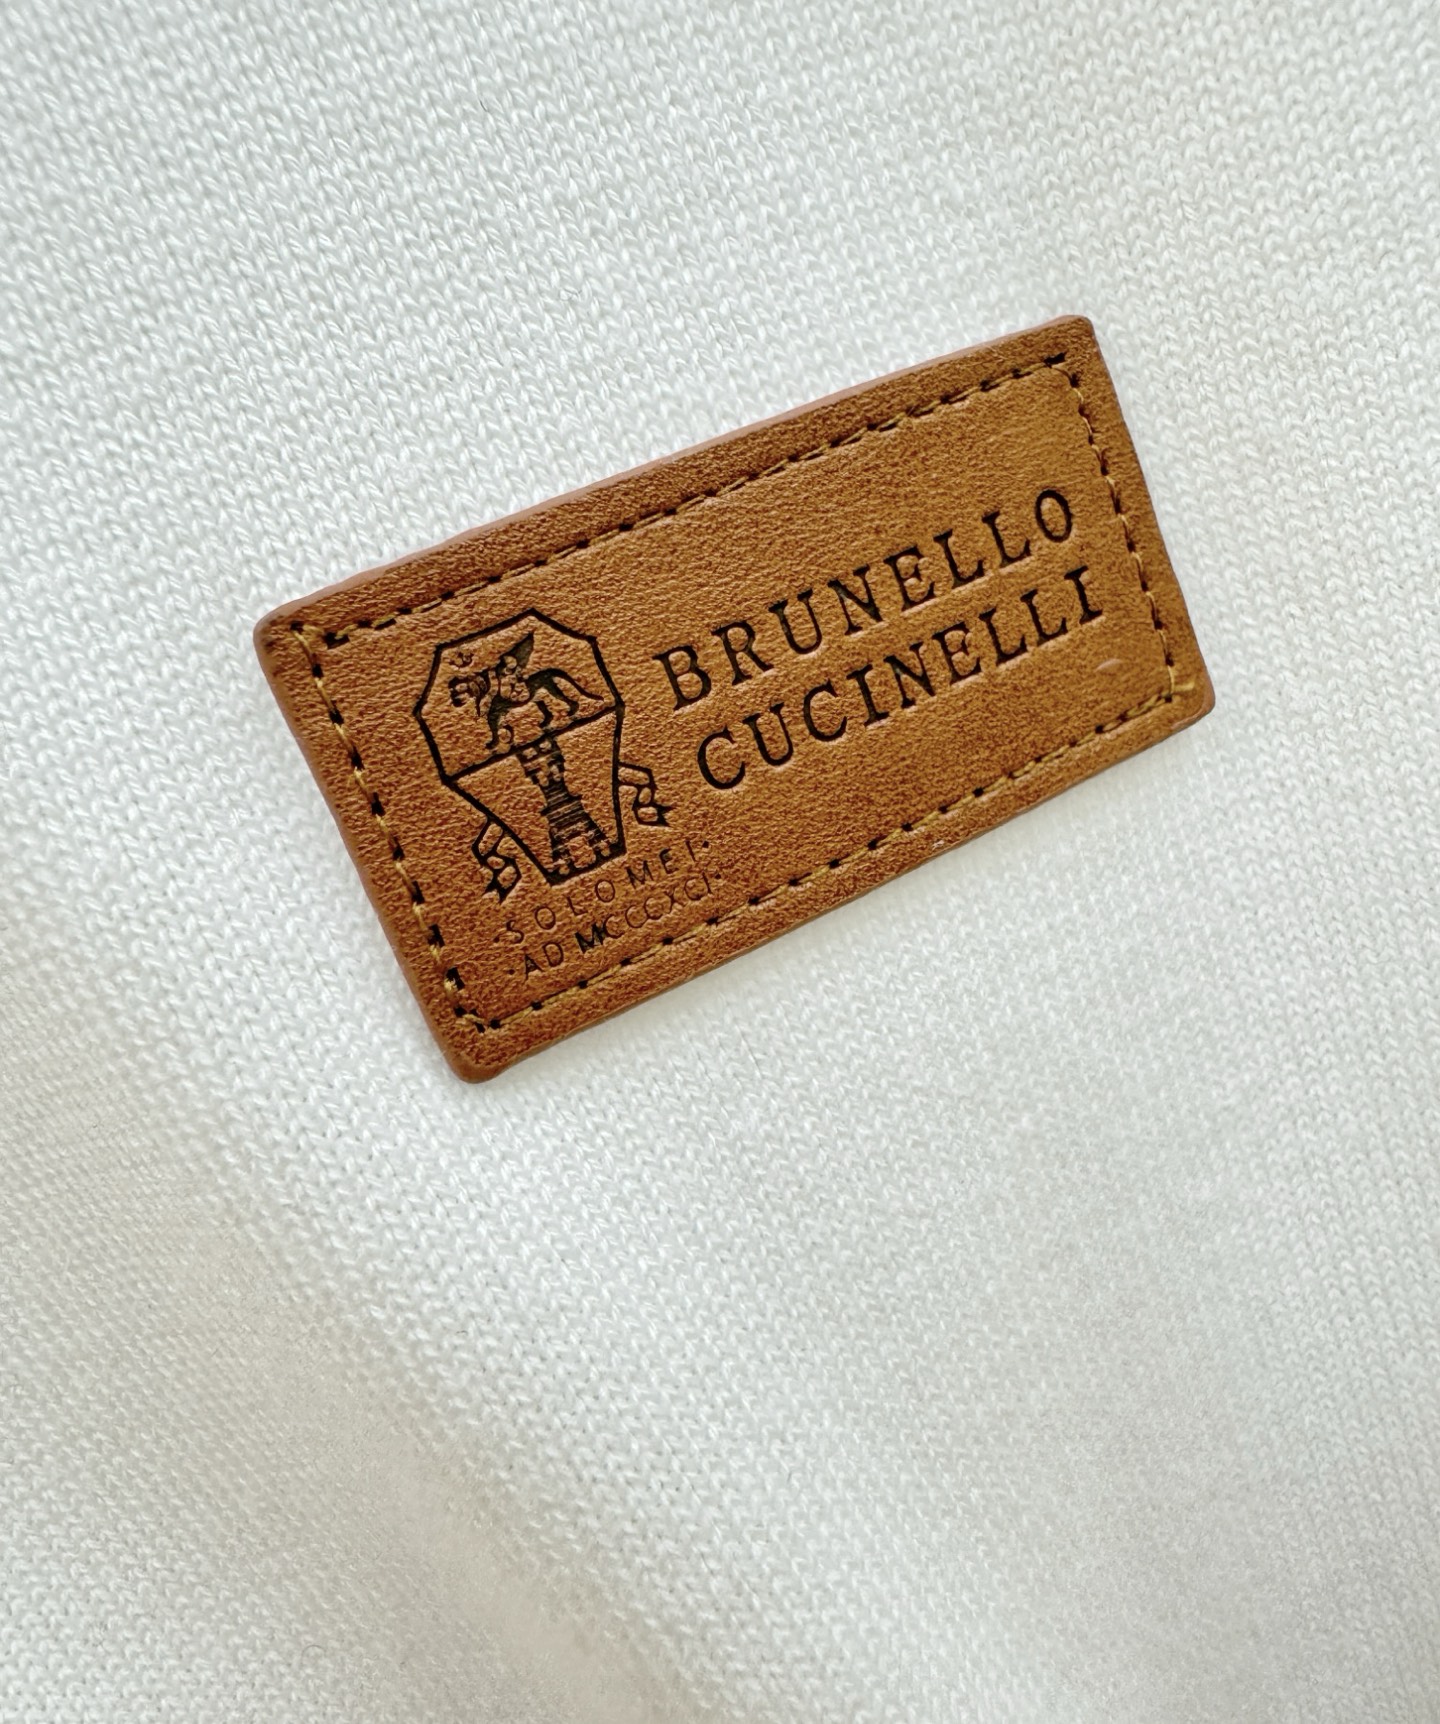 BRUNELLO
CUCINELLI
·SOLOMEI·
·AD MCCCXCI·